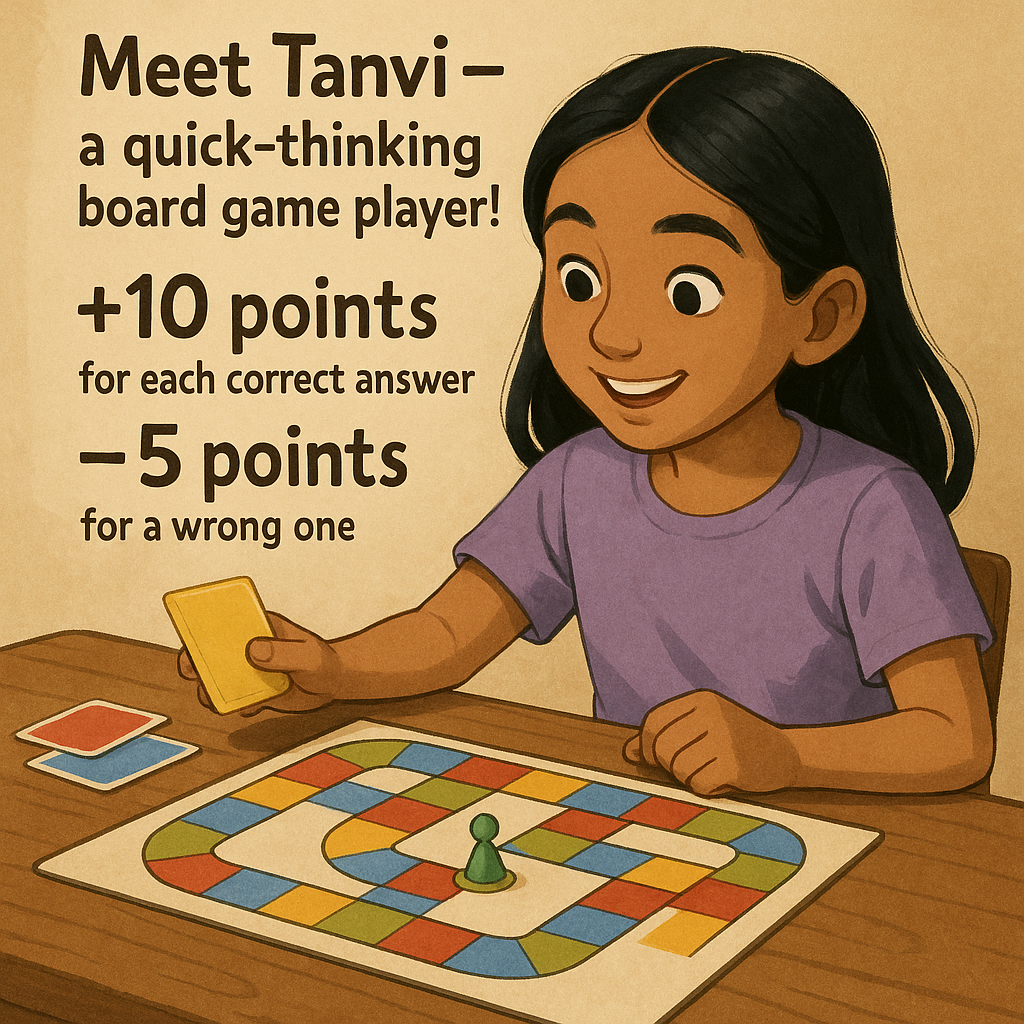 Meet Tanvi –
a quick-thinking
board game player!
+10 points
for each correct answer
– 5 points
for a wrong one